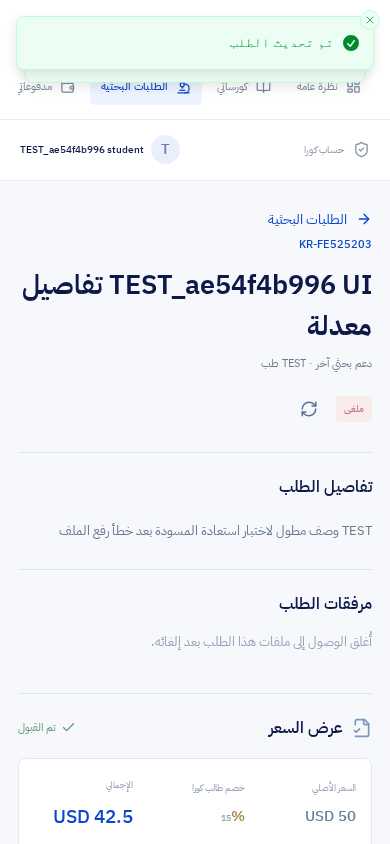 تم تحديث الطلب
نظرة عامة
كورساتي
الطلبات البحثية
مدفوعاتي
حساب كورا
T
TEST_ae54f4b996 student
الطلبات البحثية
KR-FE525203
TEST_ae54f4b996 UI تفاصيل
معدلة
دعم بحثي آخر · TEST طب
ملغى
تفاصيل الطلب
TEST وصف مطول لاختبار استعادة المسودة بعد خطأ رفع الملف
مرفقات الطلب
أُغلق الوصول إلى ملفات هذا الطلب بعد إلغائه.
عرض السعر
تم القبول
السعر الأصلي
خصم طالب كورا
الإجمالي
USD 50
15%
USD 42.5